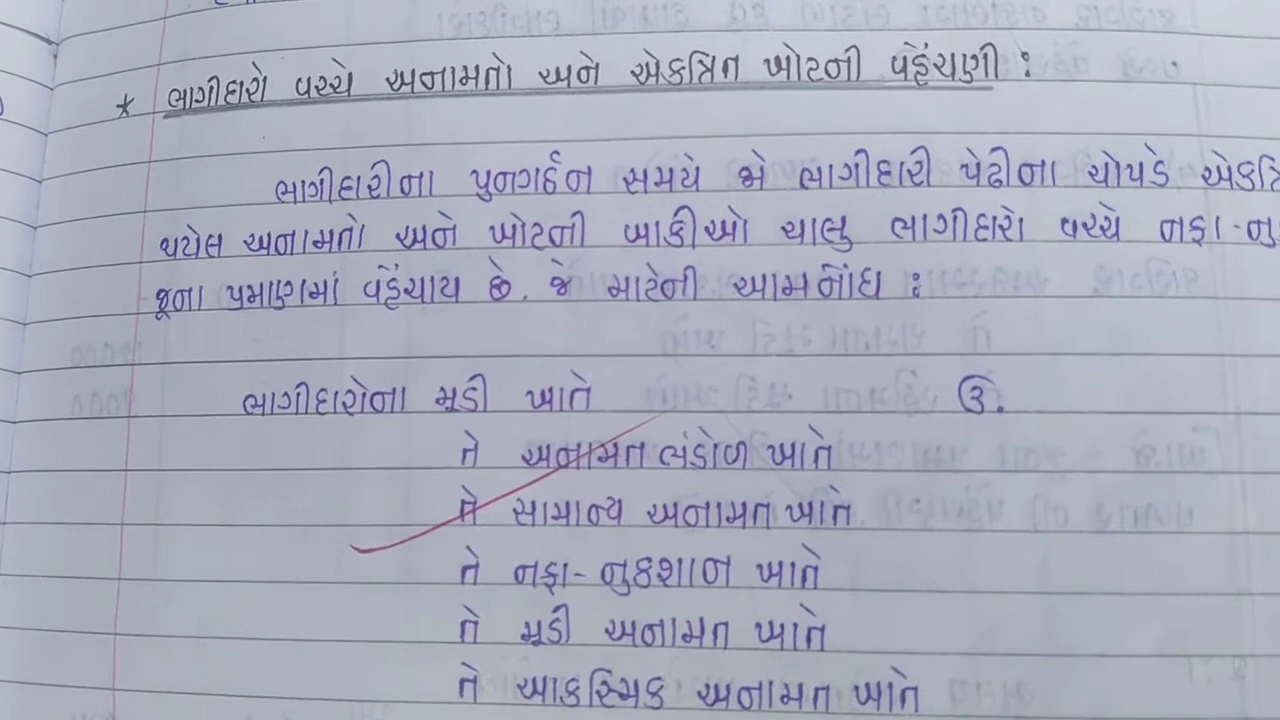 * ભાગીદારો વચ્ચે અનામતો અને એકત્રિત ખોટની વહેંચણી :
ભાગીદારીના પુનર્ગઠન સમયે જો ભાગીદારી પેઢીના ચોપડે એકત્રિ
થયેલ અનામતો અને ખોટની બાકીઓ ચાલુ ભાગીદારો વચ્ચે નફા-નુ
જૂના પ્રમાણમાં વહેંચાય છે. જે માટેની આમનોંધ :
ભાગીદારોના મૂડી ખાતે ઉ.
તે અનામત ભંડોળ ખાતે
તે સામાન્ય અનામત ખાતે
તે નફા-નુકશાન ખાતે
તે મૂડી અનામત ખાતે
તે આકસ્મિક અનામત ખાતે